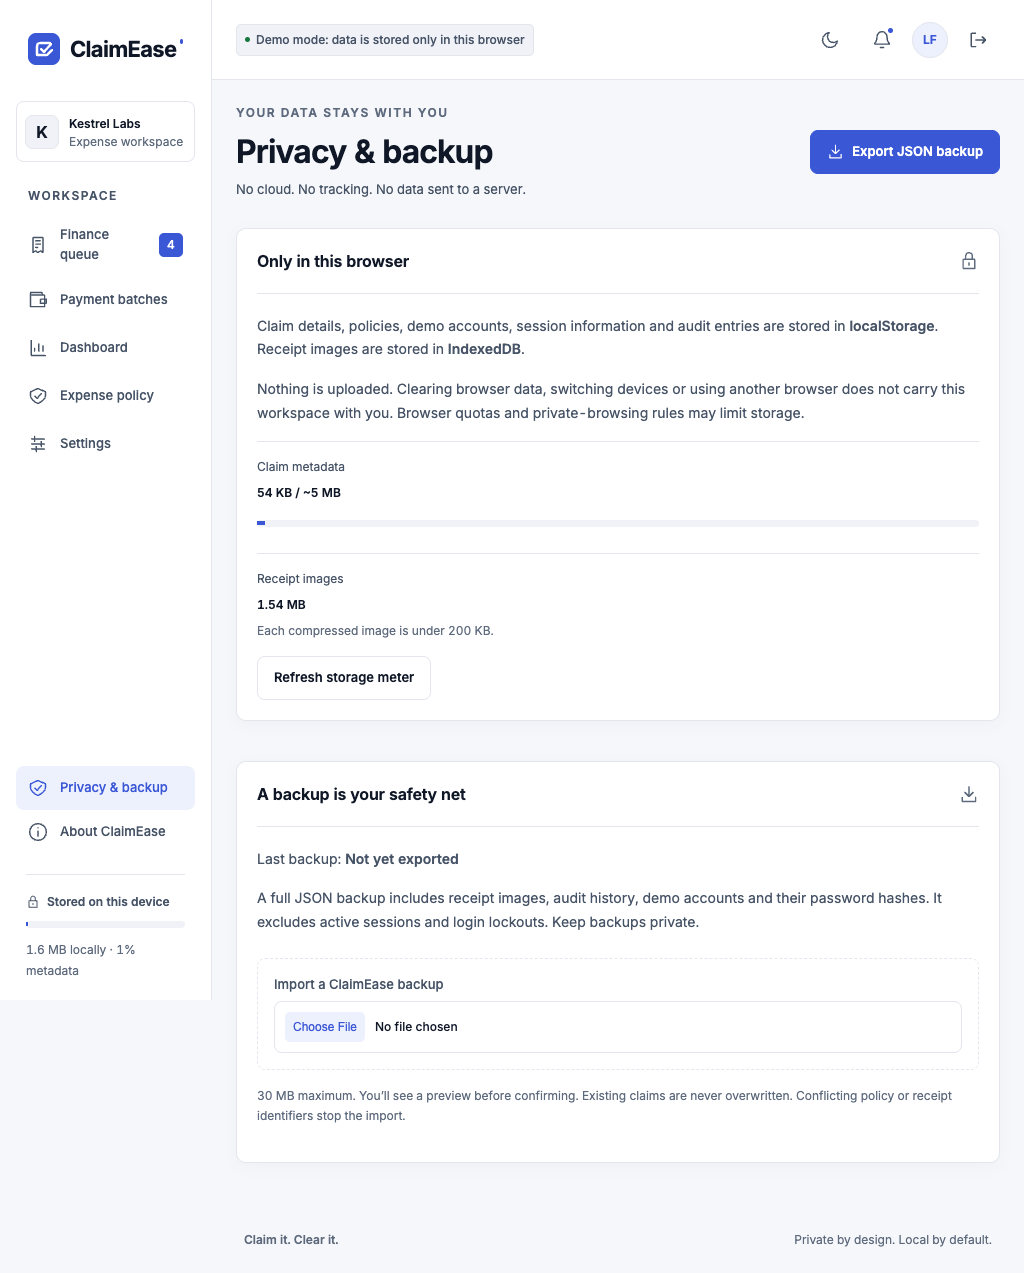 ClaimEase
Demo mode: data is stored only in this browser
LF
K
Kestrel Labs
Expense workspace
WORKSPACE
Finance
queue
4
Payment batches
Dashboard
Expense policy
Settings
Privacy & backup
About ClaimEase
Stored on this device
1.6 MB locally · 1%
metadata
YOUR DATA STAYS WITH YOU
Privacy & backup
No cloud. No tracking. No data sent to a server.
Export JSON backup
Only in this browser
Claim details, policies, demo accounts, session information and audit entries are stored in localStorage.
Receipt images are stored in IndexedDB.
Nothing is uploaded. Clearing browser data, switching devices or using another browser does not carry this
workspace with you. Browser quotas and private-browsing rules may limit storage.
Claim metadata
54 KB / ~5 MB
Receipt images
1.54 MB
Each compressed image is under 200 KB.
Refresh storage meter
A backup is your safety net
Last backup: Not yet exported
A full JSON backup includes receipt images, audit history, demo accounts and their password hashes. It
excludes active sessions and login lockouts. Keep backups private.
Import a ClaimEase backup
Choose File No file chosen
30 MB maximum. You’ll see a preview before confirming. Existing claims are never overwritten. Conflicting policy or receipt
identifiers stop the import.
Claim it. Clear it.
Private by design. Local by default.